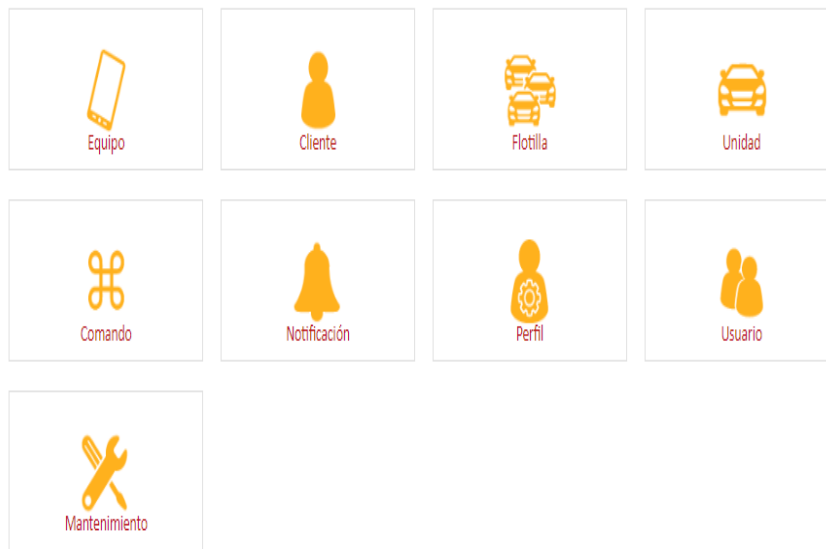 Equipo
Cliente
Flotilla
Unidad
Comando
Notificación
Perfil
Usuario
Mantenimiento